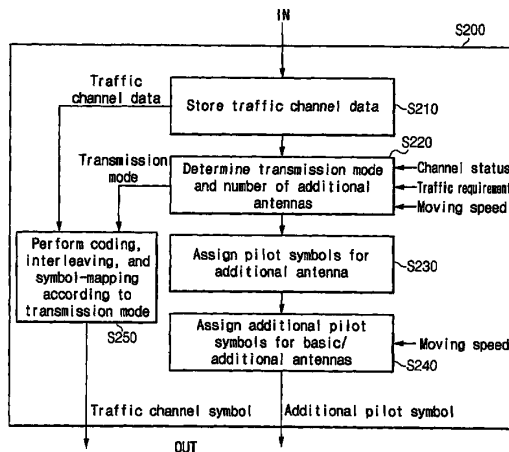 IN
S200
Traffic channel
data
Store traffic channel data
S210
S220
Transmission
mode
Determine transmission mode
and number of additional
antennas
Channel status
Traffic requirement
Moving speed
Perform coding,
interleaving, and
symbol-mapping
according to
transmission mode
S250
Assign pilot symbols for
additional antenna
S230
Assign additional pilot
symbols for basic/
additional antennas
Moving speed
S240
Traffic channel symbol
Additional pilot symbol
OUT